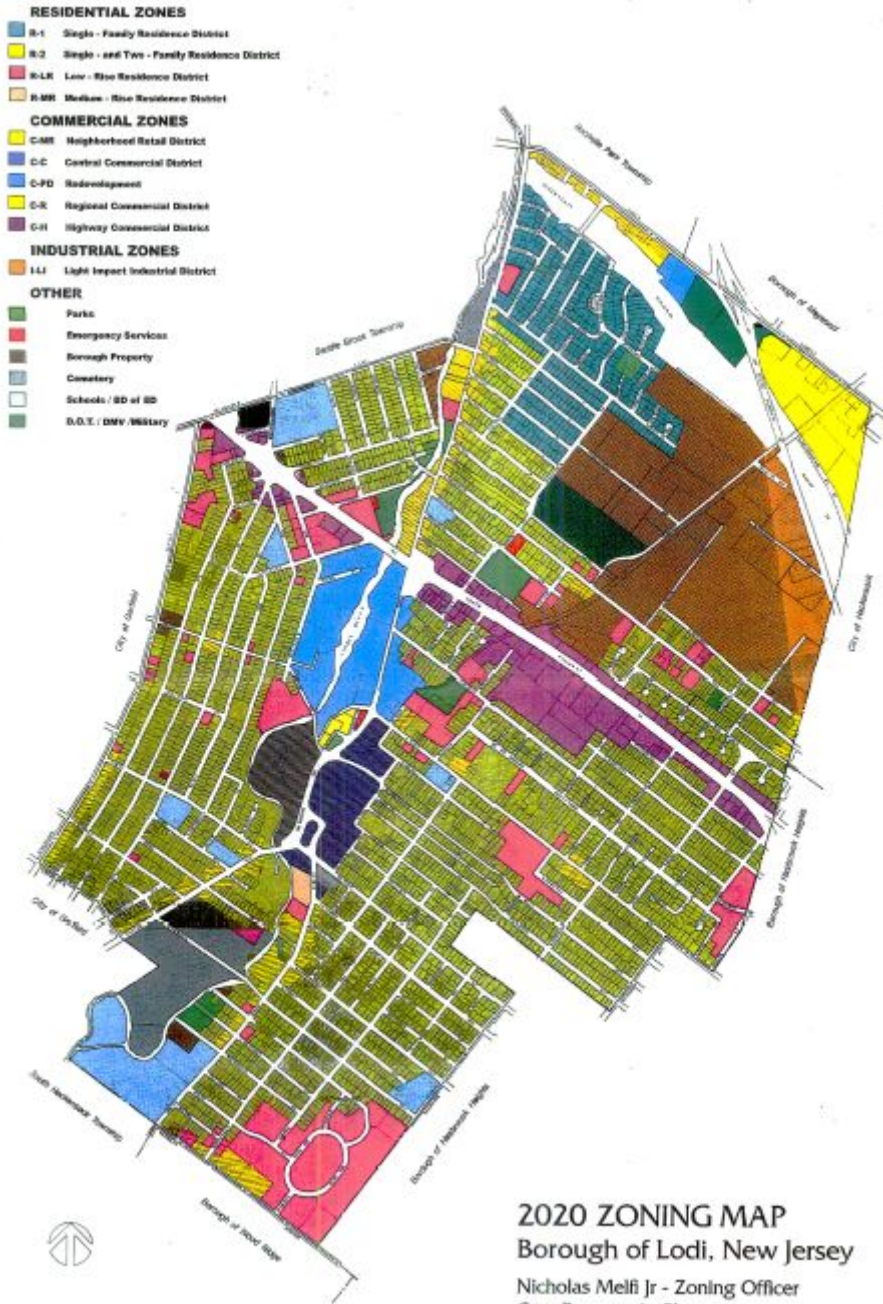 RESIDENTIAL ZONES
R-1 Single - Family Residence District
R-2 Single - and Two - Family Residence District
R-LR Low - Rise Residence District
R-MR Medium - Rise Residence District
COMMERCIAL ZONES
C-NR Neighborhood Retail District
C-C Central Commercial District
C-PD Redevelopment
C-R Regional Commercial District
C-H Highway Commercial District
INDUSTRIAL ZONES
I-LI Light Impact Industrial District
OTHER
Parks
Emergency Services
Borough Property
Cemetery
Schools / BD of ED
D.O.T. / DMV /Military
Rochelle Park Township
Borough of Maywood
Saddle Brook Township
City of Garfield
City of Hackensack
Borough of Hasbrouck Heights
City of Garfield
South Hackensack Township
Borough of Hasbrouck Heights
Borough of Wood Ridge
2020 ZONING MAP
Borough of Lodi, New Jersey
Nicholas Melfi Jr - Zoning Officer